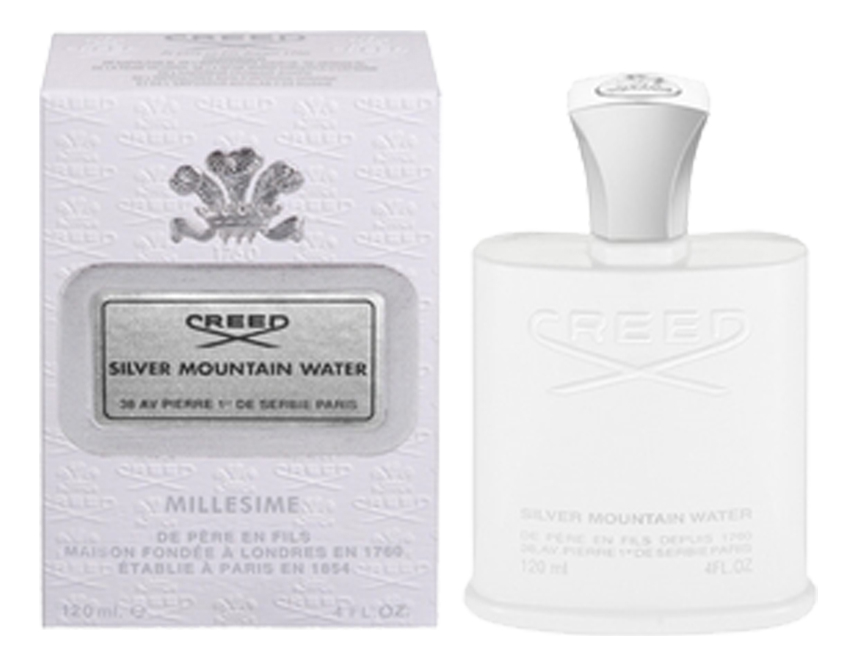 CREED
1760
CREED
SILVER MOUNTAIN WATER
38 AV PIERRE 1ER DE SERBIE PARIS
MILLESIME
DE PÈRE EN FILS
MAISON FONDÉE À LONDRES EN 1760
ÉTABLIE À PARIS EN 1854
120 ml. ℮ 4 FL.OZ.
CREED
SILVER MOUNTAIN WATER
DE PÈRE EN FILS DEPUIS 1760
38, AV. PIERRE 1ER DE SERBIE PARIS
120 ml 4FL.OZ